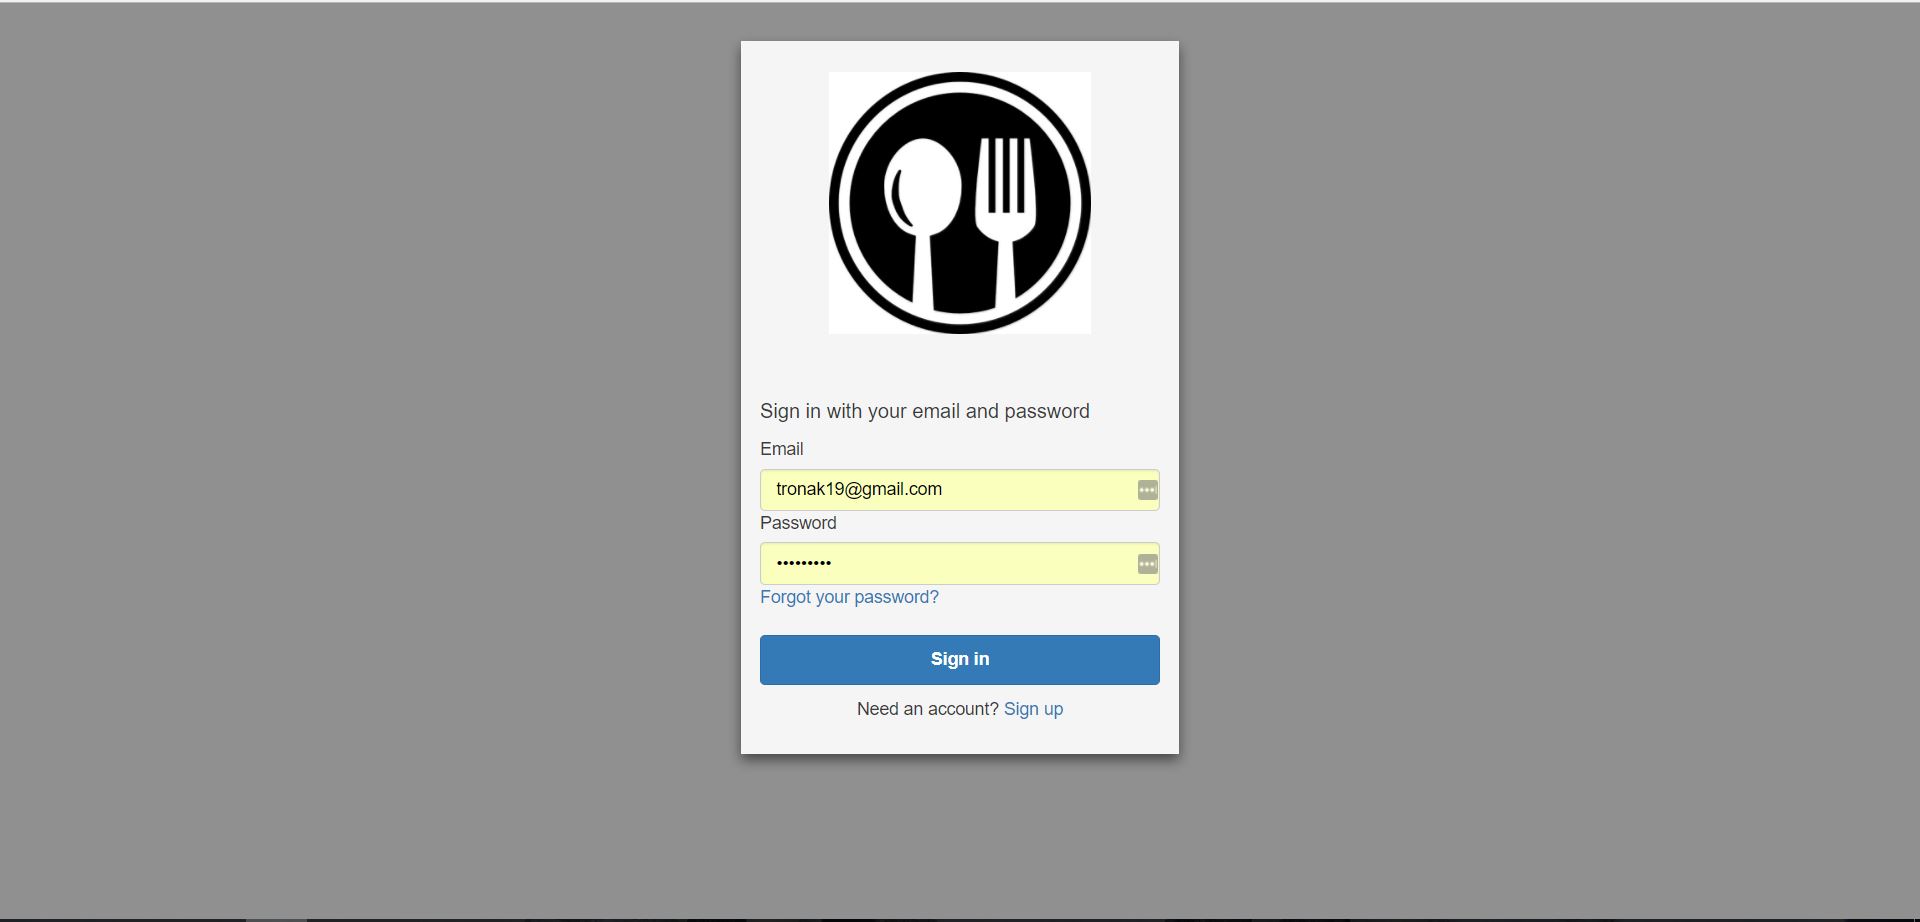 Sign in with your email and password
Email
tronak19@gmail.com
Password
•••••••••
Forgot your password?
Sign in
Need an account? Sign up